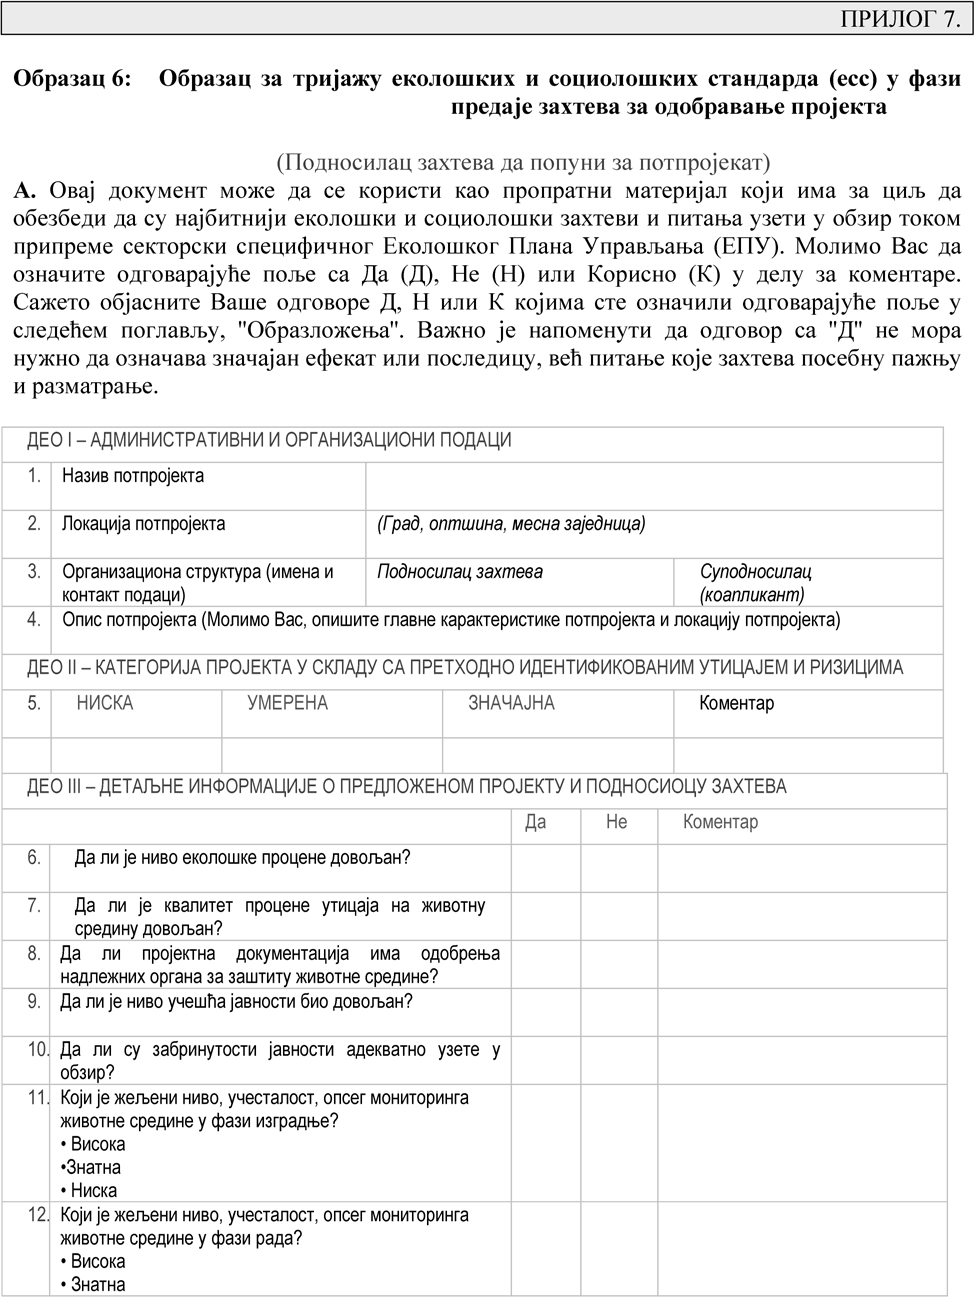 ПРИЛОГ 7.
Образац 6: Образац за тријажу еколошких и социолошких стандарда (есс) у фази
предаје захтева за одобравање пројекта
(Подносилац захтева да попуни за потпројекат)
А. Овај документ може да се користи као пропратни материјал који има за циљ да
обезбеди да су најбитнији еколошки и социолошки захтеви и питања узети у обзир током
припреме секторски специфичног Еколошког Плана Управљања (ЕПУ). Молимо Вас да
означите одговарајуће поље са Да (Д), Не (Н) или Корисно (К) у делу за коментаре.
Сажето објасните Ваше одговоре Д, Н или К којима сте означили одговарајуће поље у
следећем поглављу, "Образложења". Важно је напоменути да одговор са "Д" не мора
нужно да означава значајан ефекат или последицу, већ питање које захтева посебну пажњу
и разматрање.
ДЕО I – АДМИНИСТРАТИВНИ И ОРГАНИЗАЦИОНИ ПОДАЦИ
1. Назив потпројекта
2. Локација потпројекта (Град, оптшина, месна заједница)
3. Организациона структура (имена и Подносилац захтева Суподносилац
контакт подаци) (коапликант)
4. Опис потпројекта (Молимо Вас, опишите главне карактеристике потпројекта и локацију потпројекта)
ДЕО II – КАТЕГОРИЈА ПРОЈЕКТА У СКЛАДУ СА ПРЕТХОДНО ИДЕНТИФИКОВАНИМ УТИЦАЈЕМ И РИЗИЦИМА
5. НИСКА УМЕРЕНА ЗНАЧАЈНА Коментар
ДЕО III – ДЕТАЉНЕ ИНФОРМАЦИЈЕ О ПРЕДЛОЖЕНОМ ПРОЈЕКТУ И ПОДНОСИОЦУ ЗАХТЕВА
Да Не Коментар
6. Да ли је ниво еколошке процене довољан?
7. Да ли је квалитет процене утицаја на животну
средину довољан?
8. Да ли пројектна документација има одобрења
надлежних органа за заштиту животне средине?
9. Да ли је ниво учешћа јавности био довољан?
10. Да ли су забринутости јавности адекватно узете у
обзир?
11. Који је жељени ниво, учесталост, опсег мониторинга
животне средине у фази изградње?
• Висока
•Знатна
• Ниска
12. Који је жељени ниво, учесталост, опсег мониторинга
животне средине у фази рада?
• Висока
• Знатна